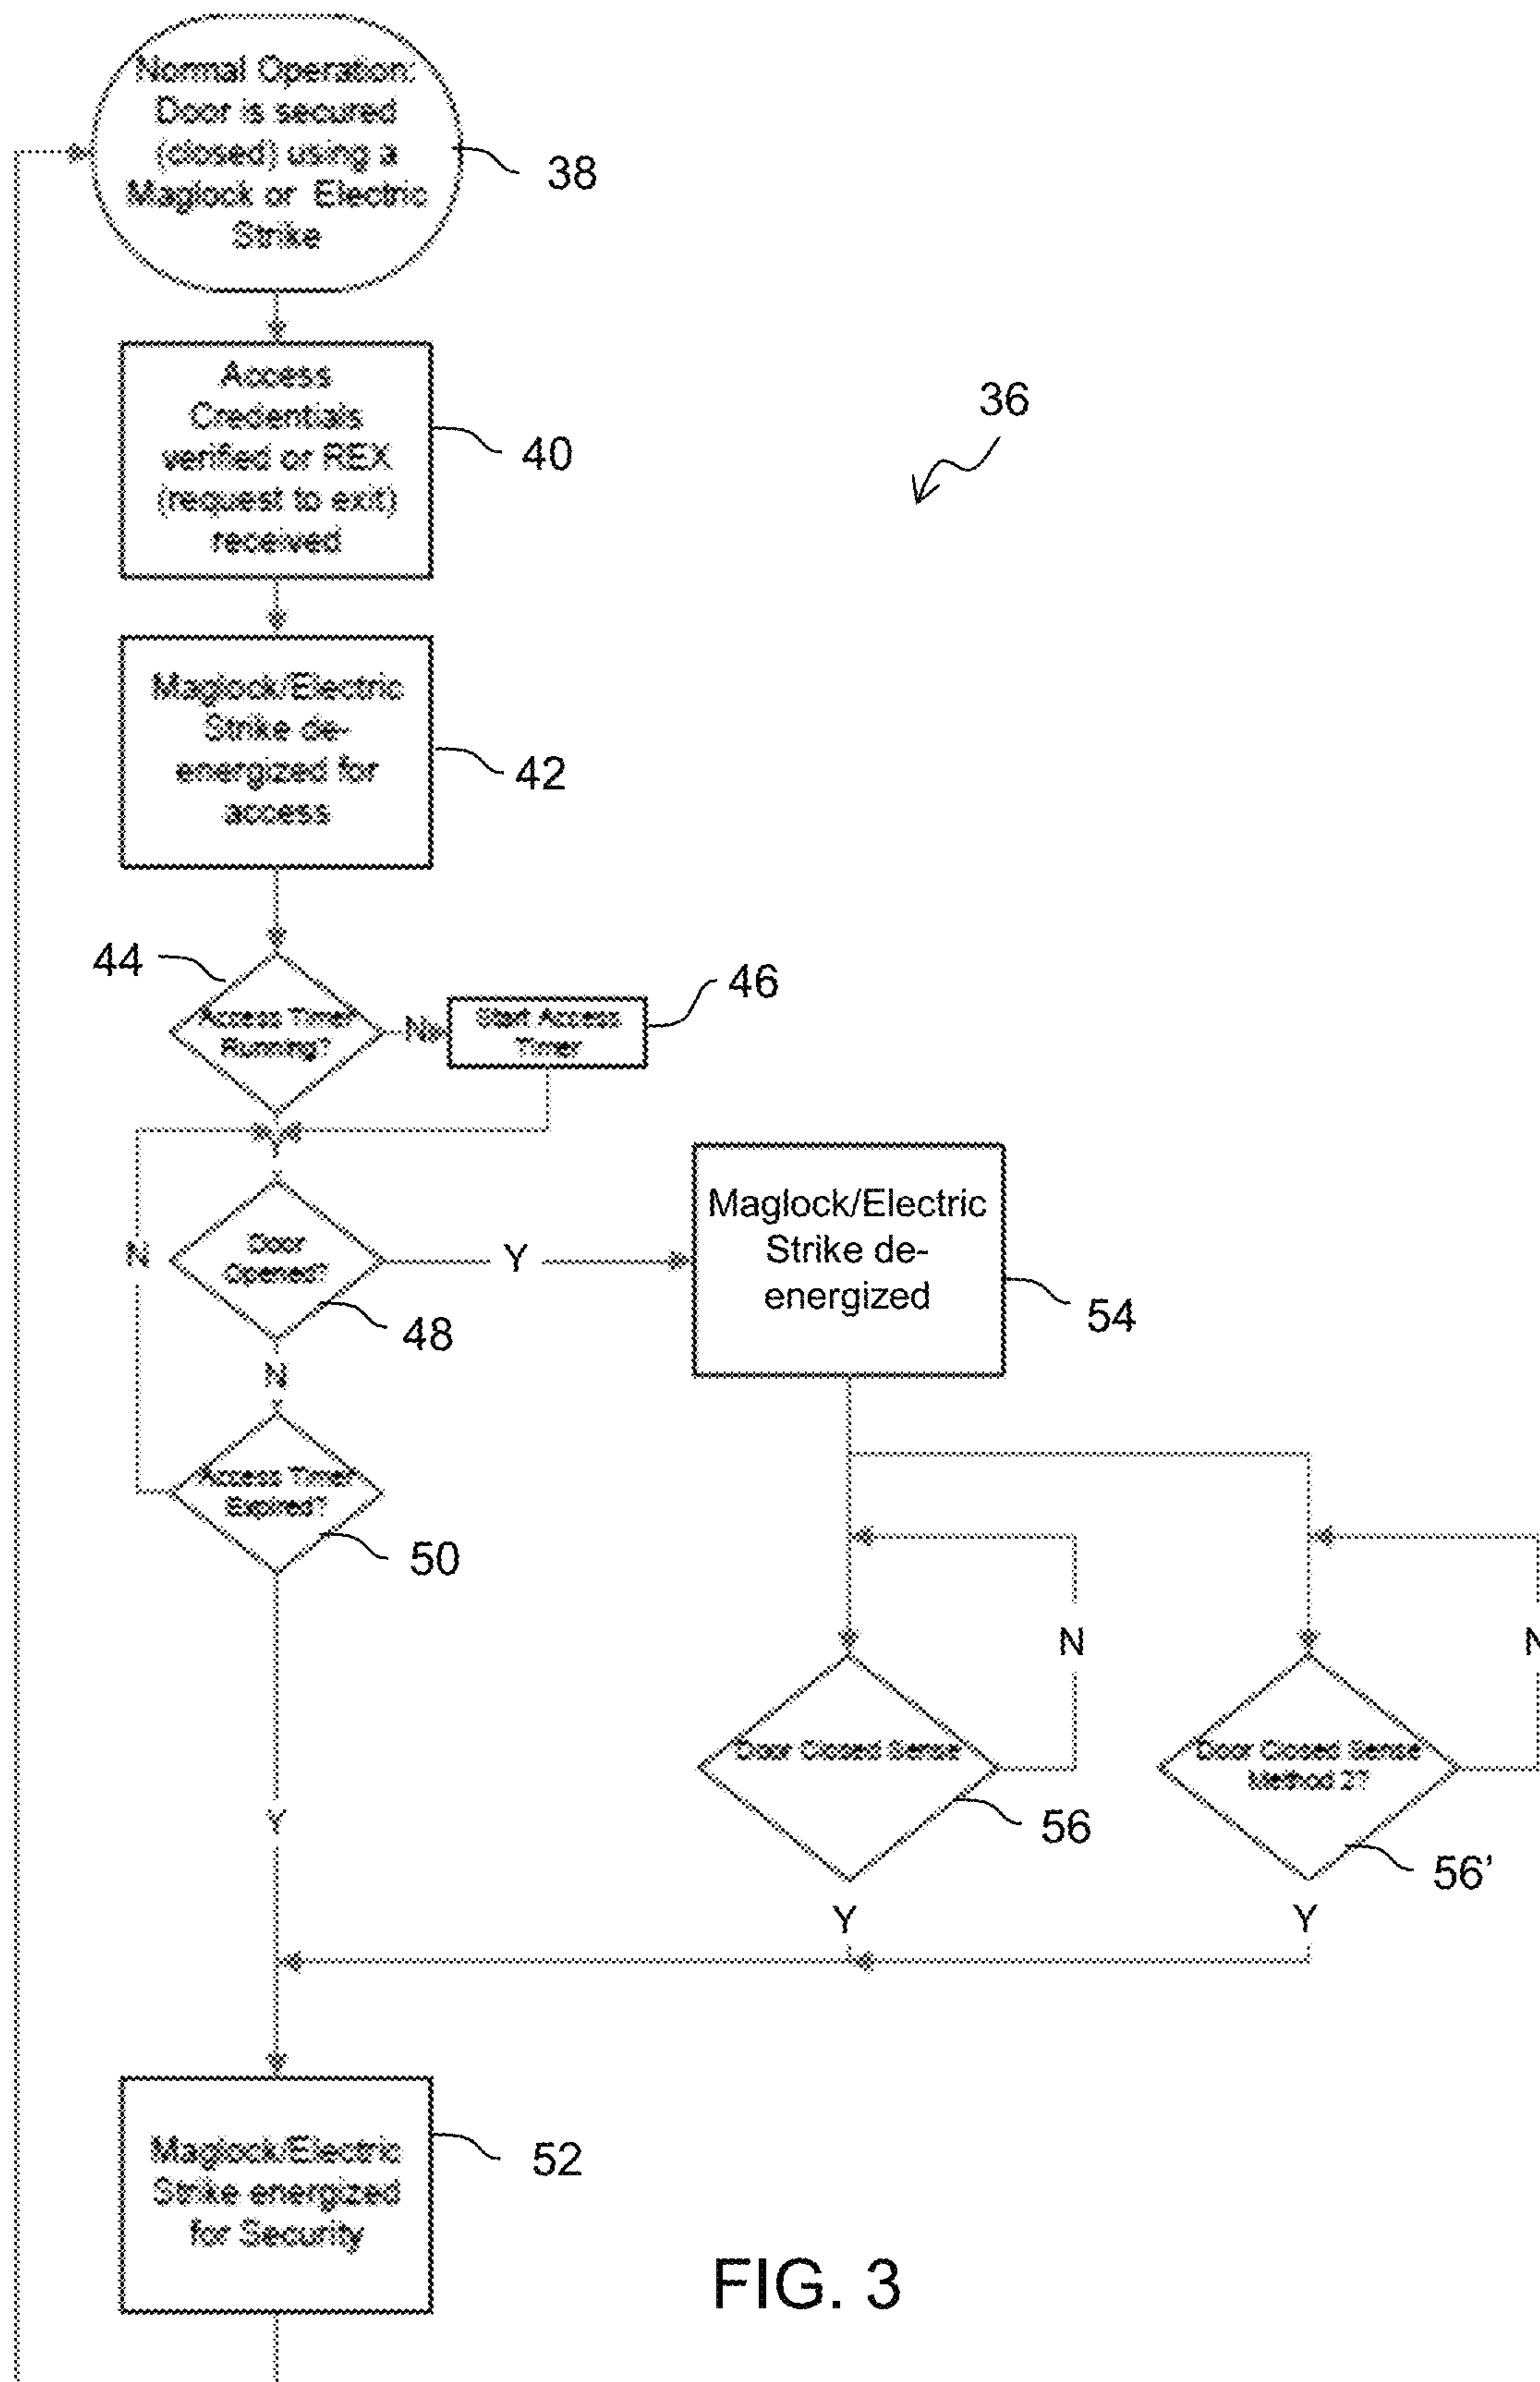 Normal Operation:
Door is secured
(closed) using a
Maglock or Electric
Strike
38
Access
Credentials
verified or REX
(request to exit)
received
40
36
Maglock/Electric
Strike de-
energized for
access
42
44
Access Timer
Running?
N
Start Access
Timer
46
Y
Door
Opened?
48
Y
N
N
Maglock/Electric
Strike de-
energized
54
Access Timer
Expired?
50
Y
Door Closed Sense
56
N
Y
Door Closed Sense
Method 2?
56'
N
Y
Maglock/Electric
Strike energized
for Security
52
FIG. 3